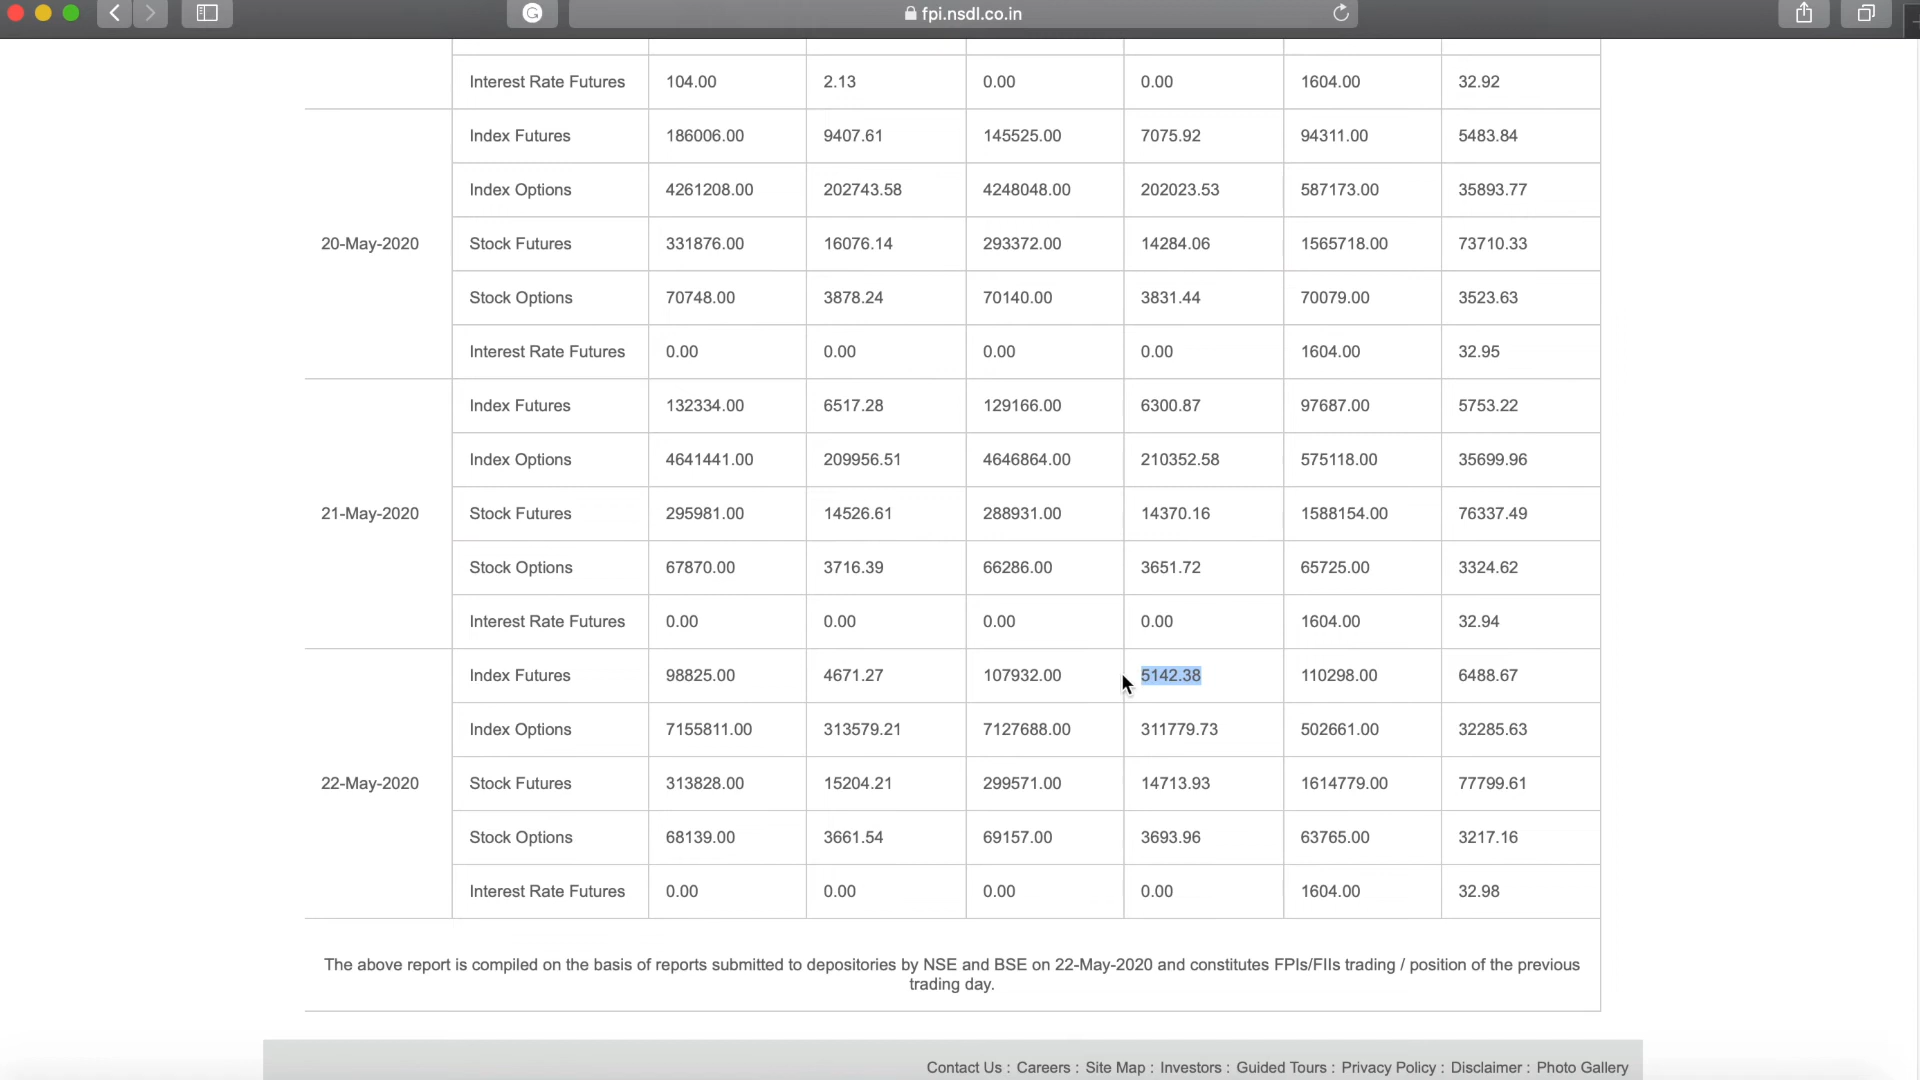 fpi.nsdl.co.in
Interest Rate Futures 104.00 2.13 0.00 0.00 1604.00 32.92
Index Futures 186006.00 9407.61 145525.00 7075.92 94311.00 5483.84
Index Options 4261208.00 202743.58 4248048.00 202023.53 587173.00 35893.77
20-May-2020 Stock Futures 331876.00 16076.14 293372.00 14284.06 1565718.00 73710.33
Stock Options 70748.00 3878.24 70140.00 3831.44 70079.00 3523.63
Interest Rate Futures 0.00 0.00 0.00 0.00 1604.00 32.95
Index Futures 132334.00 6517.28 129166.00 6300.87 97687.00 5753.22
Index Options 4641441.00 209956.51 4646864.00 210352.58 575118.00 35699.96
21-May-2020 Stock Futures 295981.00 14526.61 288931.00 14370.16 1588154.00 76337.49
Stock Options 67870.00 3716.39 66286.00 3651.72 65725.00 3324.62
Interest Rate Futures 0.00 0.00 0.00 0.00 1604.00 32.94
Index Futures 98825.00 4671.27 107932.00 5142.38 110298.00 6488.67
Index Options 7155811.00 313579.21 7127688.00 311779.73 502661.00 32285.63
22-May-2020 Stock Futures 313828.00 15204.21 299571.00 14713.93 1614779.00 77799.61
Stock Options 68139.00 3661.54 69157.00 3693.96 63765.00 3217.16
Interest Rate Futures 0.00 0.00 0.00 0.00 1604.00 32.98
The above report is compiled on the basis of reports submitted to depositories by NSE and BSE on 22-May-2020 and constitutes FPIs/FIIs trading / position of the previous
trading day.
Contact Us : Careers : Site Map : Investors : Guided Tours : Privacy Policy : Disclaimer : Photo Gallery